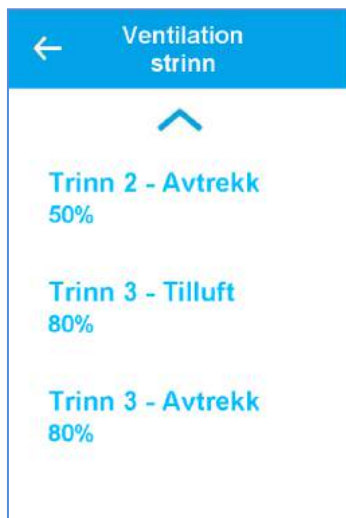 Ventilation
strinn
Trinn 2 - Avtrekk
50%
Trinn 3 - Tilluft
80%
Trinn 3 - Avtrekk
80%